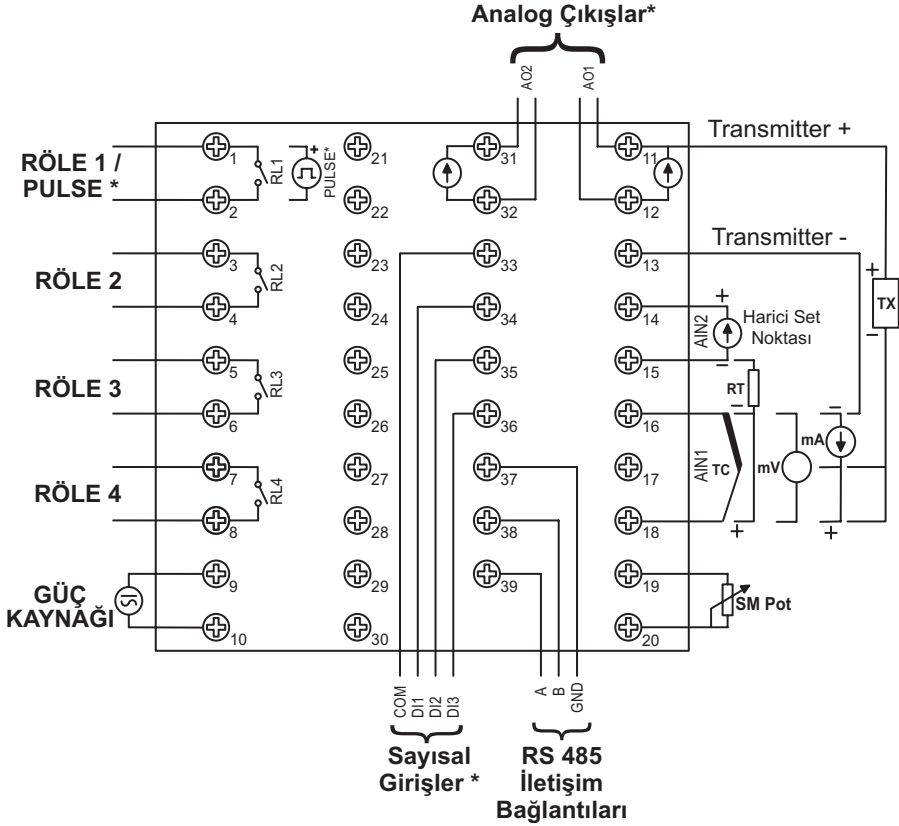 Analog Çıkışlar*
AO2
AO1
Transmitter +
RÖLE 1 /
PULSE *
1
RL1
+
PULSE*
21
31
11
2
22
32
12
Transmitter -
RÖLE 2
3
RL2
23
33
13
+
TX
-
4
24
34
14
+
AIN2
Harici Set
Noktası
-
RÖLE 3
5
RL3
25
35
15
RT
6
26
36
16
-
-
mA
RÖLE 4
7
RL4
27
37
17
AIN1
TC
mV
8
28
38
18
+
+
GÜÇ
KAYNAĞI
9
29
39
19
SM Pot
10
30
20
COM
DI1
DI2
DI3
A
B
GND
Sayısal
Girişler *
RS 485
İletişim
Bağlantıları